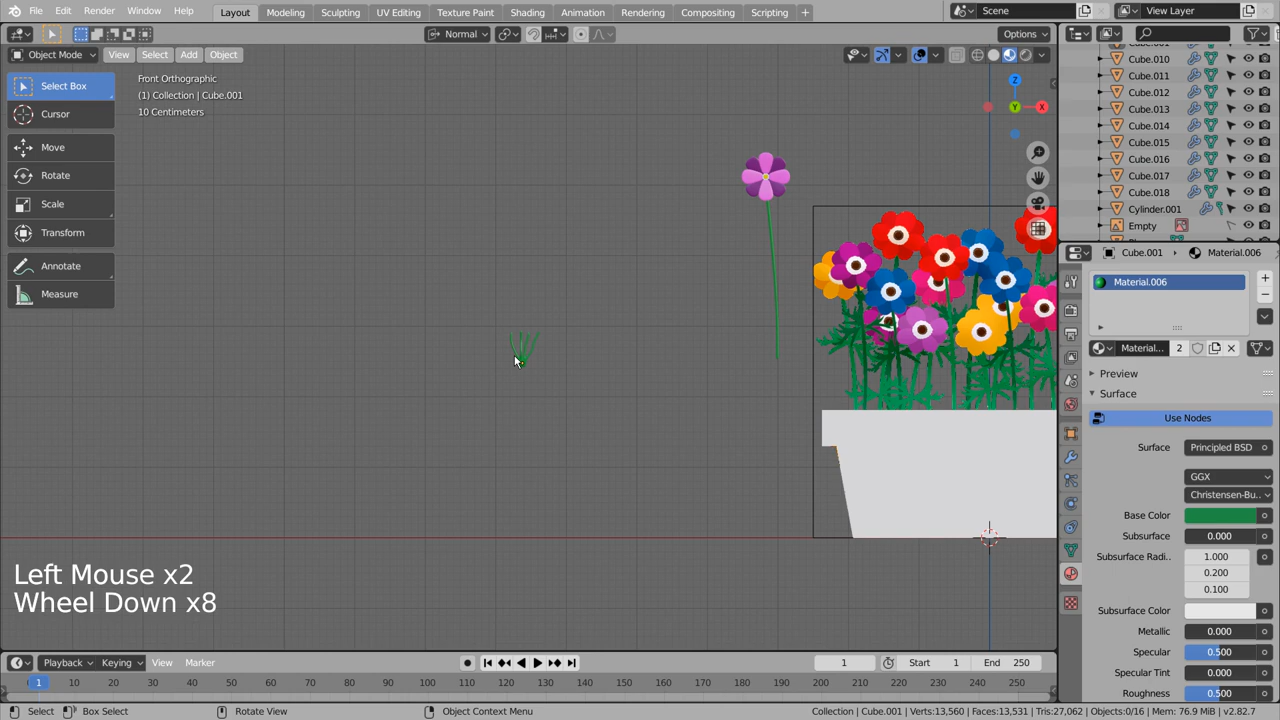 File Edit Render Window Help Layout Modeling Sculpting UV Editing Texture Paint Shading Animation Rendering Compositing Scripting + Scene View Layer
Normal Options
Object Mode View Select Add Object
Select Box
Cursor
Move
Rotate
Scale
Transform
Annotate
Measure
Front Orthographic
(1) Collection | Cube.001
10 Centimeters
Z
Y
X
Cube.010
Cube.011
Cube.012
Cube.013
Cube.014
Cube.015
Cube.016
Cube.017
Cube.018
Cylinder.001
Empty
Cube.001 Material.006
Material.006
Material... 2
Preview
Surface
Use Nodes
Surface Principled BSD
GGX
Christensen-Bu..
Base Color
Subsurface 0.000
Subsurface Radi.. 1.000
0.200
0.100
Subsurface Color
Metallic 0.000
Specular 0.500
Specular Tint 0.000
Roughness 0.500
Left Mouse x2
Wheel Down x8
Playback Keying View Marker 1 Start 1 End 250
1 10 20 30 40 50 60 70 80 90 100 110 120 130 140 150 160 170 180 190 200 210 220 230 240 250
Select Box Select Rotate View Object Context Menu Collection | Cube.001 | Verts:13,560 | Faces:13,531 | Tris:27,062 | Objects:0/16 | Mem: 76.9 MiB | v2.82.7